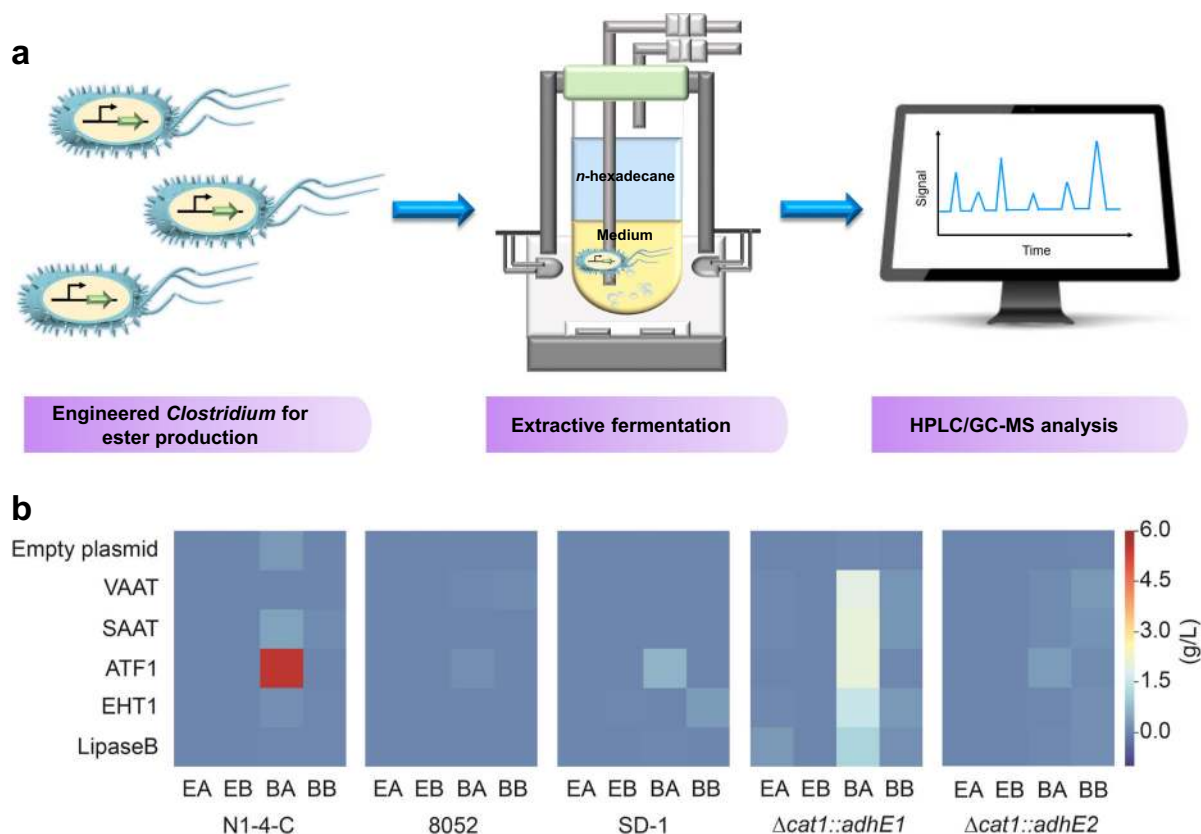 a
n-hexadecane
Medium
Signal
Time
Engineered Clostridium for
ester production
Extractive fermentation
HPLC/GC-MS analysis
b
Empty plasmid
VAAT
SAAT
ATF1
EHT1
LipaseB
EA EB BA BB EA EB BA BB EA EB BA BB EA EB BA BB EA EB BA BB
N1-4-C 8052 SD-1 Δcat1::adhE1 Δcat1::adhE2
6.0
4.5
3.0
1.5
0.0
(g/L)